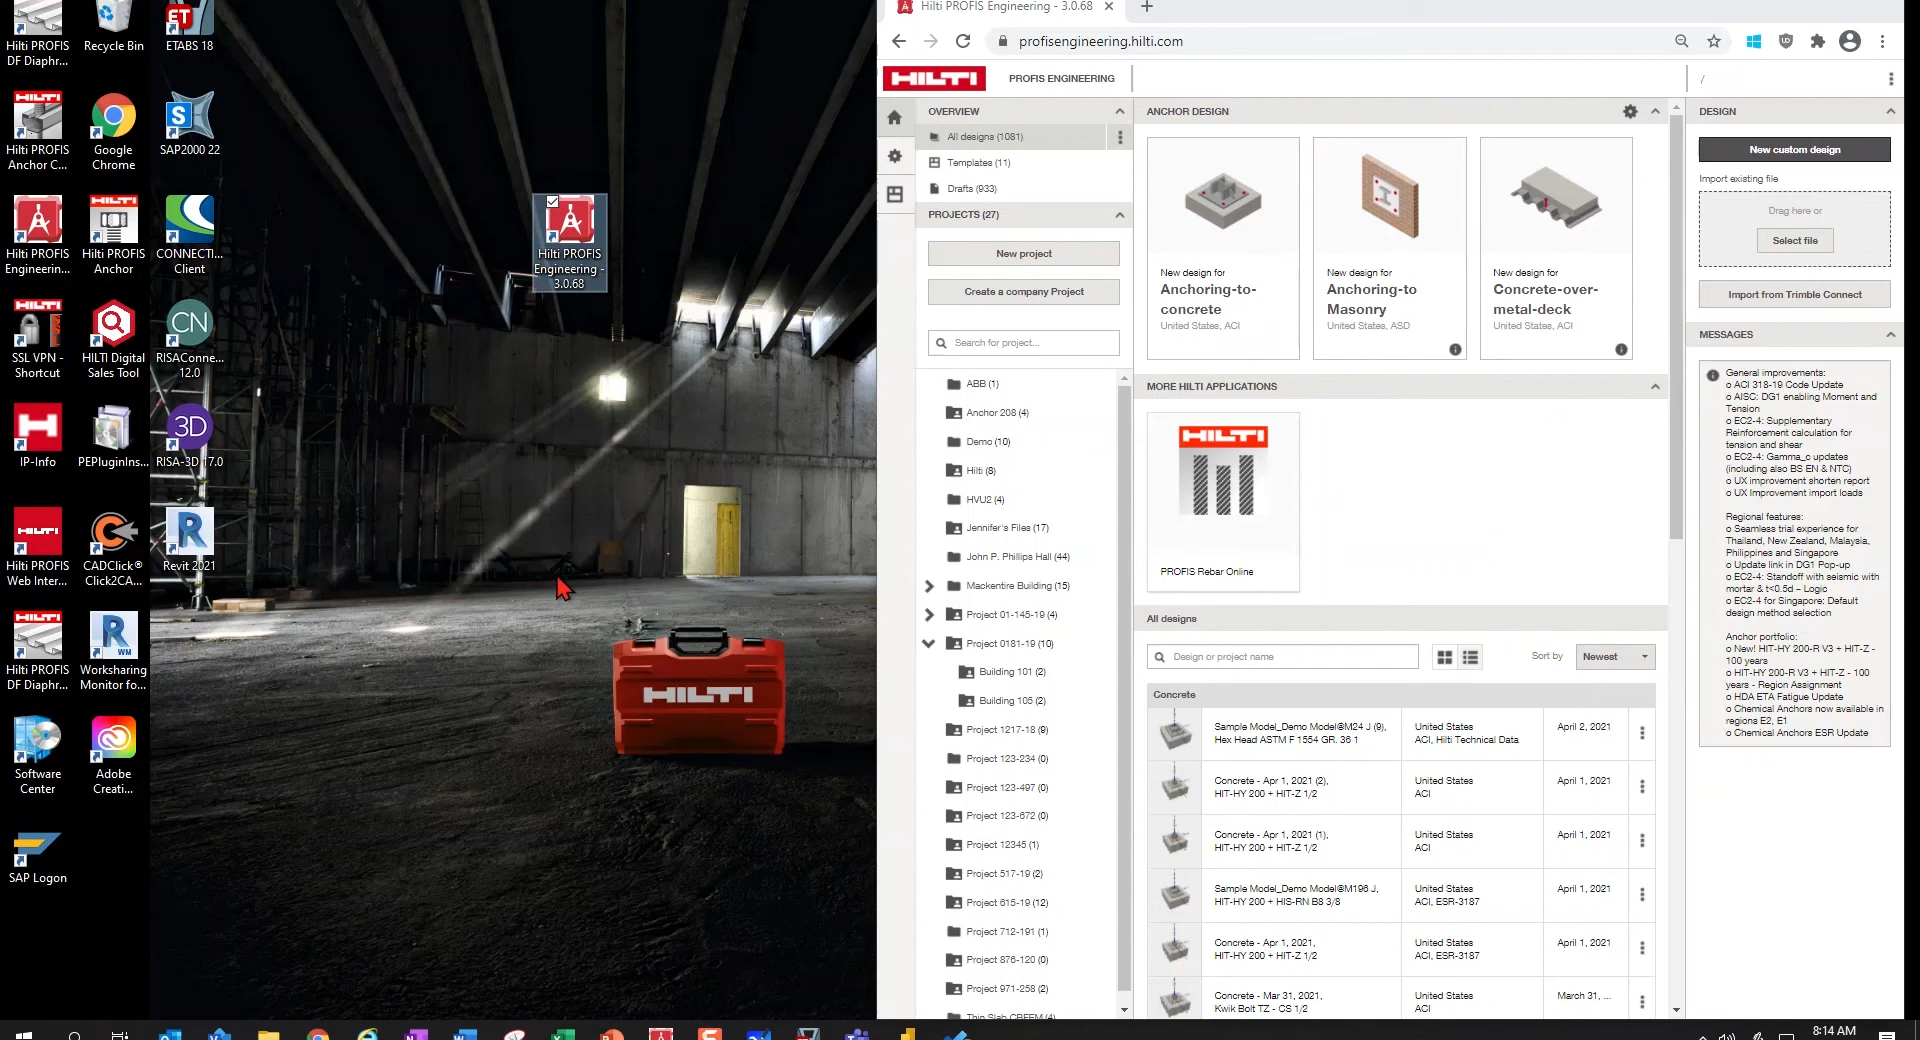 Hilti PROFIS
DF Diaphr...
Recycle Bin
ET
ETABS 18
HILTI
Hilti PROFIS
Anchor C...
Google
Chrome
S
SAP2000 22
HILTI
Hilti PROFIS
Engineerin...
HILTI
Hilti PROFIS
Anchor
CONNECTI...
Client
HILTI
SSL VPN -
Shortcut
HILTI Digital
Sales Tool
CN
RISAConne...
12.0
H
IP-Info
PEPluginIns...
3D
RISA-3D 17.0
HILTI
Hilti PROFIS
Web Inter...
CADClick®
Click2CA...
R
Revit 2021
HILTI
Hilti PROFIS
DF Diaphr...
R
WM
Worksharing
Monitor fo...
Software
Center
Adobe
Creati...
SAP Logon
Hilti PROFIS
Engineering -
3.0.68
HILTI
Hilti PROFIS Engineering - 3.0.68
profisengineering.hilti.com
HILTI
PROFIS ENGINEERING
/
OVERVIEW
All designs (1081)
Templates (11)
Drafts (933)
PROJECTS (27)
New project
Create a company Project
Search for project...
ABB (1)
Anchor 208 (4)
Demo (10)
Hilti (8)
HVU2 (4)
Jennifer's Files (17)
John P. Phillips Hall (44)
Mackentire Building (15)
Project 01-145-19 (4)
Project 0181-19 (10)
Building 101 (2)
Building 105 (2)
Project 1217-18 (9)
Project 123-234 (0)
Project 123-497 (0)
Project 123-672 (0)
Project 12345 (1)
Project 517-19 (2)
Project 615-19 (12)
Project 712-191 (1)
Project 876-120 (0)
Project 971-258 (2)
Thin Slab CREEM (4)
ANCHOR DESIGN
New design for
Anchoring-to-
concrete
United States, ACI
New design for
Anchoring-to
Masonry
United States, ASD
New design for
Concrete-over-
metal-deck
United States, ACI
MORE HILTI APPLICATIONS
HILTI
PROFIS Rebar Online
All designs
Design or project name
Sort by
Newest
Concrete
Sample Model_Demo Model@M24 J (9),
Hex Head ASTM F 1554 GR. 36 1
United States
ACI, Hilti Technical Data
April 2, 2021
Concrete - Apr 1, 2021 (2),
HIT-HY 200 + HIT-Z 1/2
United States
ACI
April 1, 2021
Concrete - Apr 1, 2021 (1),
HIT-HY 200 + HIT-Z 1/2
United States
ACI
April 1, 2021
Sample Model_Demo Model@M196 J,
HIT-HY 200 + HIS-RN B8 3/8
United States
ACI, ESR-3187
April 1, 2021
Concrete - Apr 1, 2021,
HIT-HY 200 + HIT-Z 1/2
United States
ACI, ESR-3187
April 1, 2021
Concrete - Mar 31, 2021,
Kwik Bolt TZ - CS 1/2
United States
ACI
March 31, ...
DESIGN
New custom design
Import existing file
Drag here or
Select file
Import from Trimble Connect
MESSAGES
General improvements:
o ACI 318-19 Code Update
o AISC: DG1 enabling Moment and
Tension
o EC2-4: Supplementary
Reinforcement calculation for
tension and shear
o EC2-4: Gamma_c updates
(including also BS EN & NTC)
o UX improvement shorten report
o UX Improvement import loads
Regional features:
o Seamless trial experience for
Thailand, New Zealand, Malaysia,
Philippines and Singapore
o Update link in DG1 Pop-up
o EC2-4: Standoff with seismic with
mortar & t<0.5d – Logic
o EC2-4 for Singapore: Default
design method selection
Anchor portfolio:
o New! HIT-HY 200-R V3 + HIT-Z -
100 years
o HIT-HY 200-R V3 + HIT-Z - 100
years - Region Assignment
o HDA ETA Fatigue Update
o Chemical Anchors now available in
regions E2, E1
o Chemical Anchors ESR Update
8:14 AM